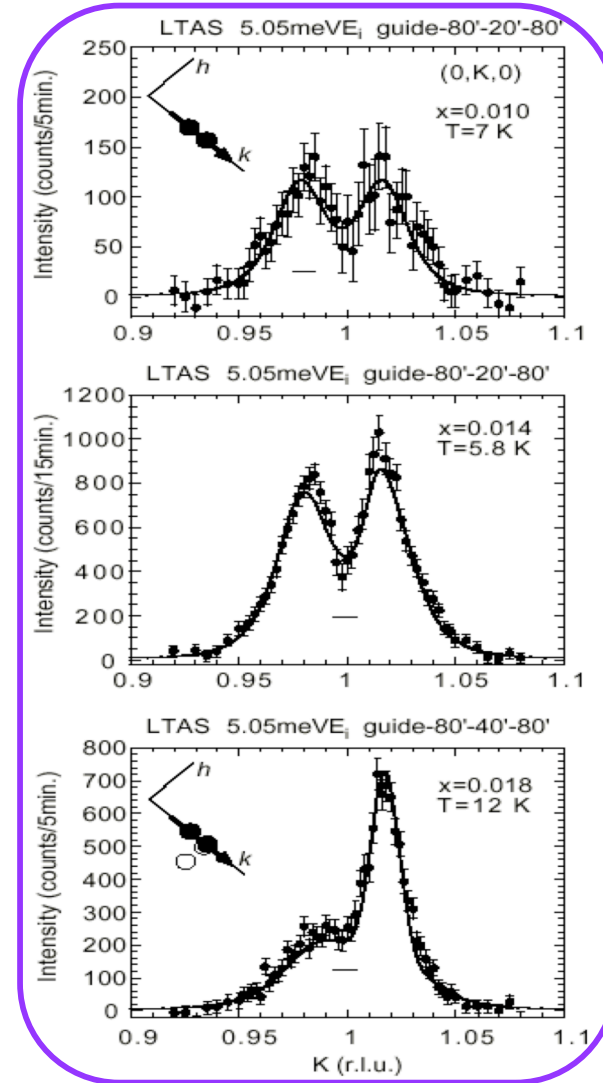 LTAS 5.05meVEi guide-80'-20'-80'
Intensity (counts/5min.)
250
200
150
100
50
0
h
k
(0,K,0)
x=0.010
T=7 K
0.9 0.95 1 1.05 1.1
LTAS 5.05meVEi guide-80'-20'-80'
Intensity (counts/15min.)
1200
1000
800
600
400
200
0
x=0.014
T=5.8 K
0.9 0.95 1 1.05 1.1
LTAS 5.05meVEi guide-80'-40'-80'
Intensity (counts/5min.)
800
700
600
500
400
300
200
100
0
h
k
x=0.018
T=12 K
0.9 0.95 1 1.05 1.1
K (r.l.u.)